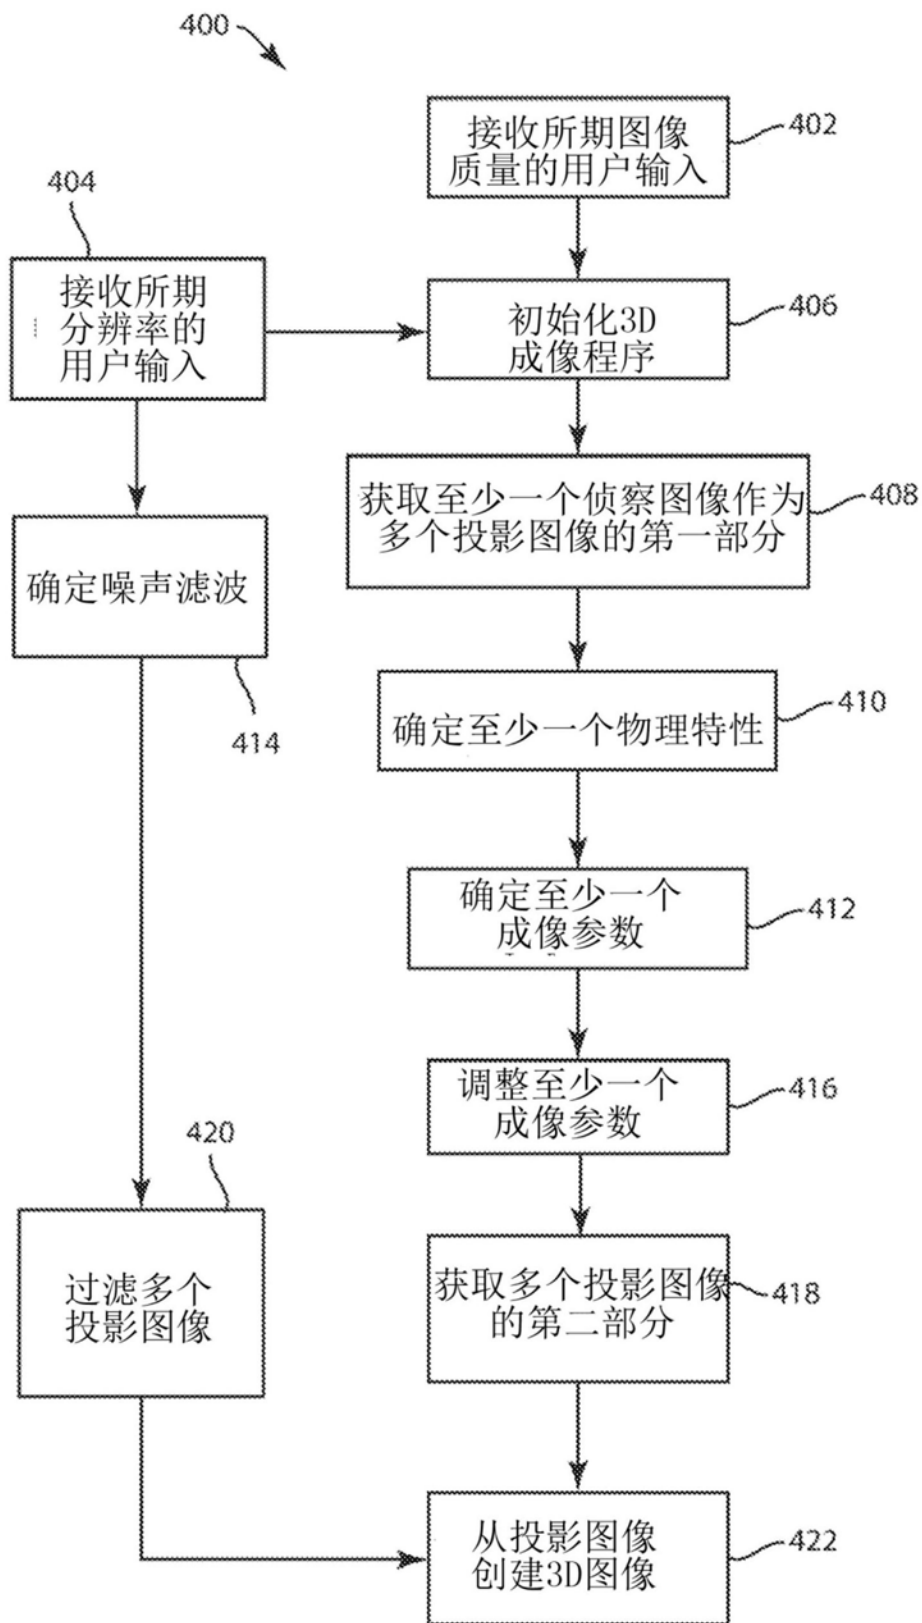 400
接收所期图像
质量的用户输入
402
404
接收所期
分辨率的
用户输入
初始化3D
成像程序
406
获取至少一个侦察图像作为
多个投影图像的第一部分
408
确定噪声滤波
414
确定至少一个物理特性
410
确定至少一个
成像参数
412
调整至少一个
成像参数
416
420
过滤多个
投影图像
获取多个投影图像
的第二部分
418
从投影图像
创建3D图像
422